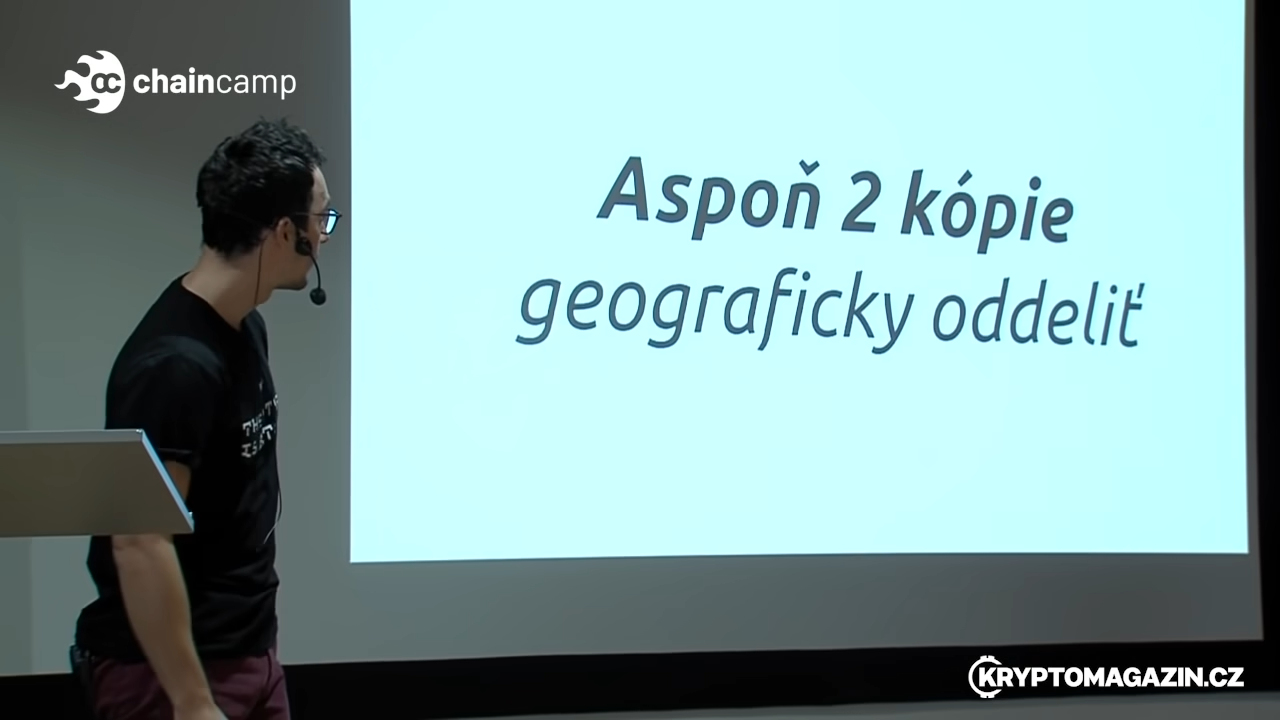 chaincamp
Aspoň 2 kópie
geograficky oddeliť
KRYPTOMAGAZIN.CZ